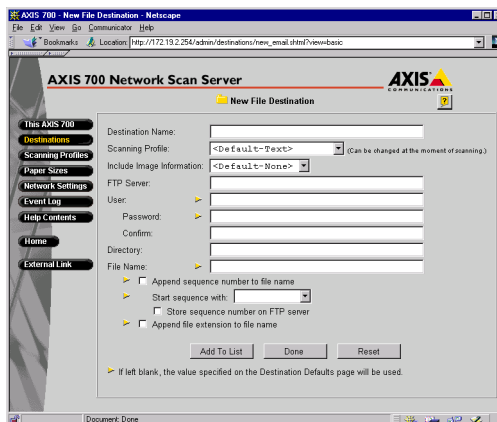 AXIS 700 - New File Destination - Netscape
File Edit View Go Communicator Help
Bookmarks Location: http://172.19.2.254/admin/destinations/new_email.shtml?view=basic
AXIS 700 Network Scan Server
AXIS
COMMUNICATIONS
New File Destination
?
This AXIS 700
Destinations
Scanning Profiles
Paper Sizes
Network Settings
Event Log
Help Contents
Home
External Link
Destination Name:
Scanning Profile: <Default-Text> (Can be changed at the moment of scanning.)
Include Image Information: <Default-None>
FTP Server:
User:
Password:
Confirm:
Directory:
File Name:
Append sequence number to file name
Start sequence with:
Store sequence number on FTP server
Append file extension to file name
Add To List Done Reset
If left blank, the value specified on the Destination Defaults page will be used.
Document: Done